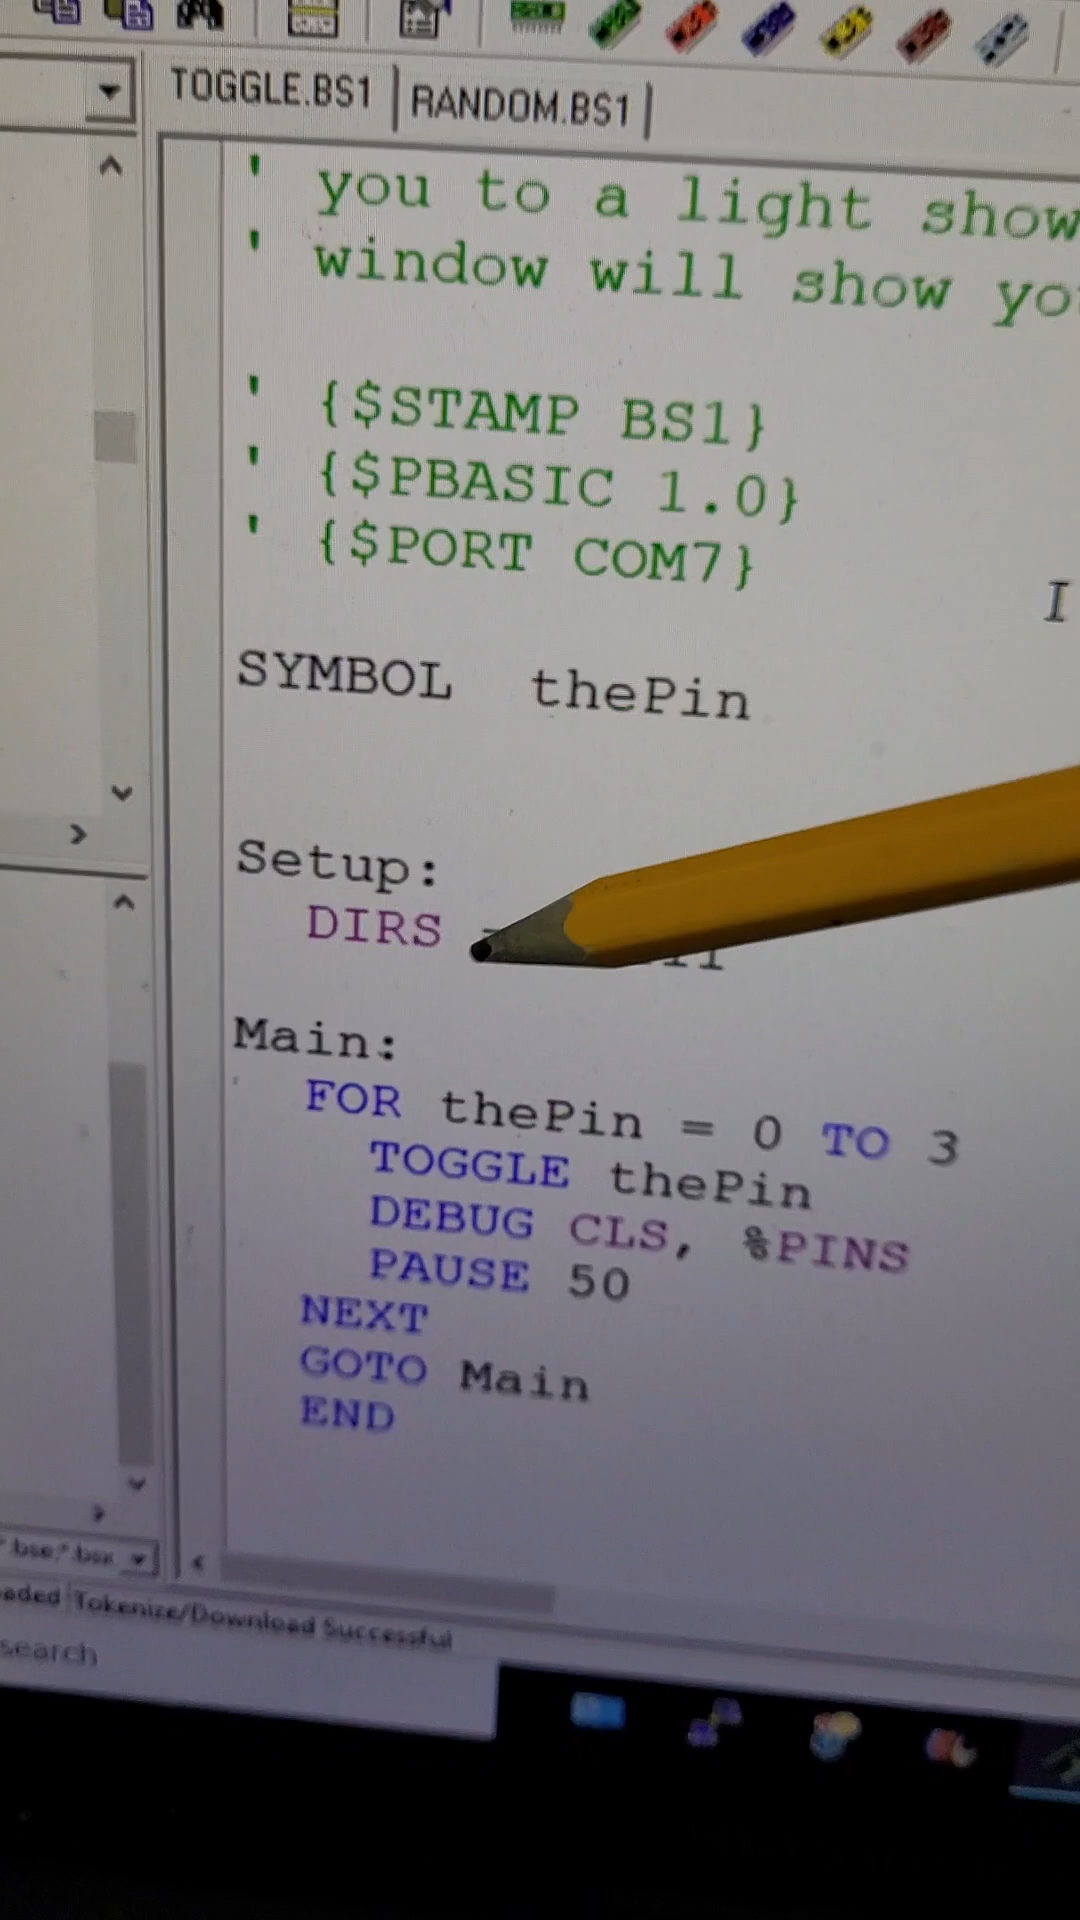 TOGGLE.BS1 RANDOM.BS1
' you to a light show
' window will show yo
' {$STAMP BS1}
' {$PBASIC 1.0}
' {$PORT COM7}
SYMBOL thePin
Setup:
DIRS
Main:
FOR thePin = 0 TO 3
TOGGLE thePin
DEBUG CLS, %PINS
PAUSE 50
NEXT
GOTO Main
END
Tokenize/Download Successful
search